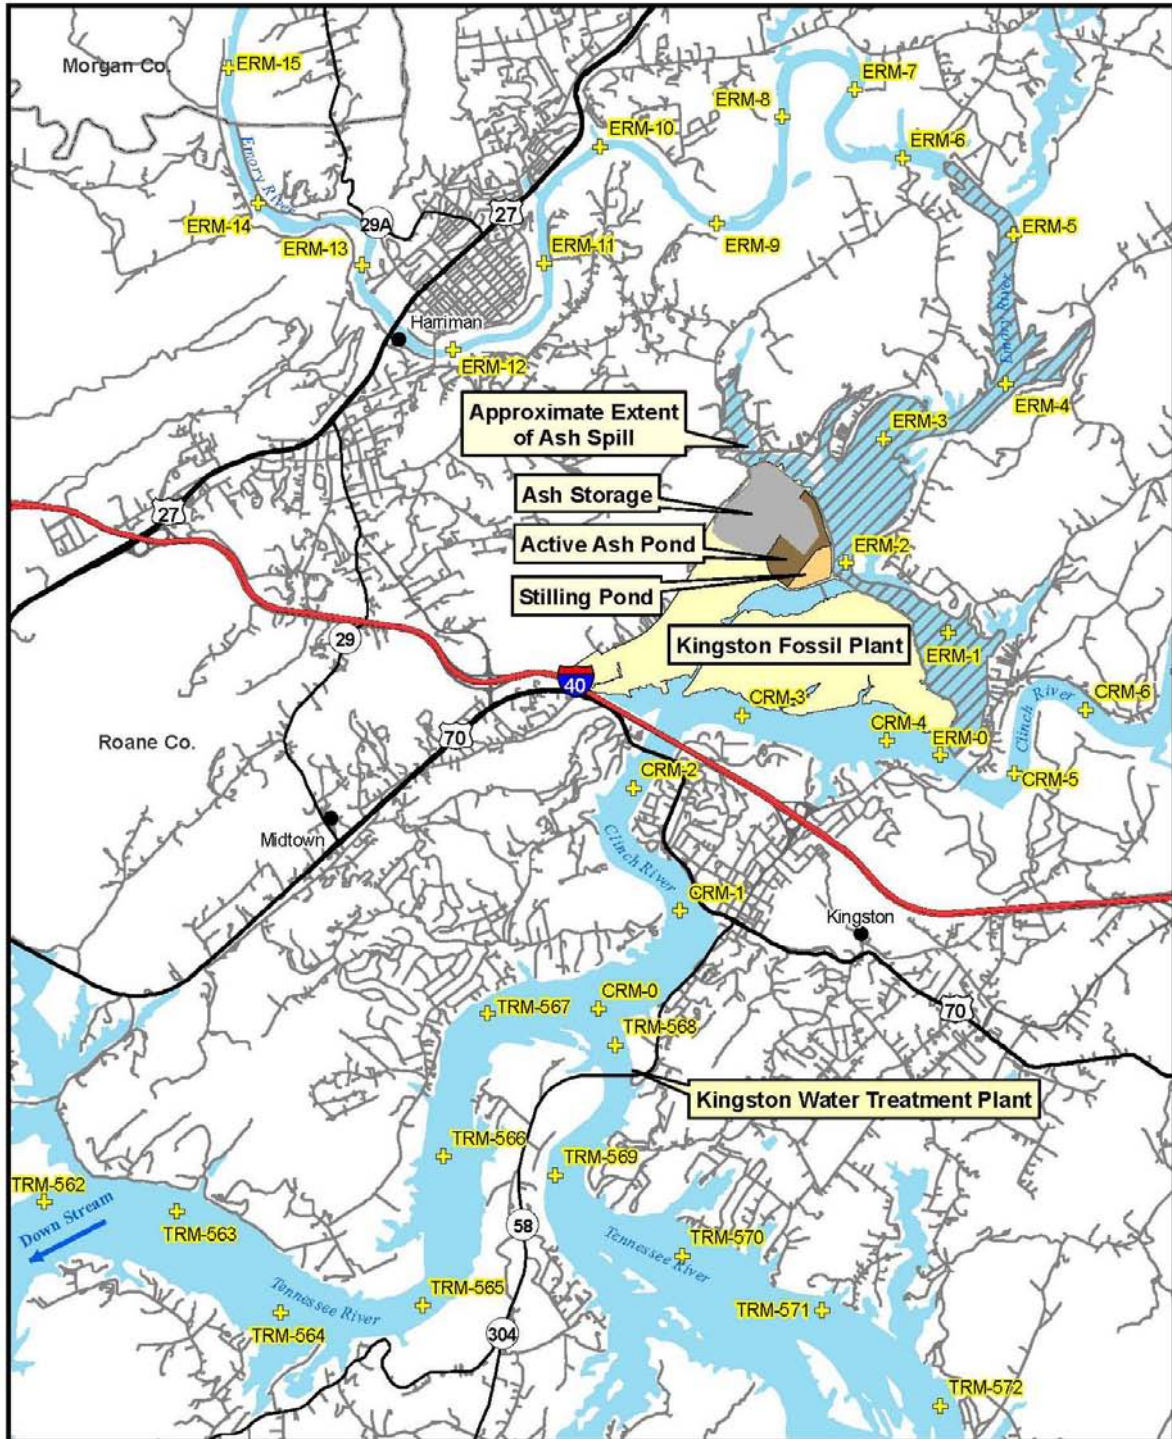 Morgan Co.
ERM-15
ERM-7
ERM-8
ERM-10
ERM-6
Emory River
ERM-14
29A
27
ERM-9
ERM-5
ERM-13
ERM-11
Emory River
Harriman
ERM-12
ERM-4
Approximate Extent
of Ash Spill
ERM-3
Ash Storage
27
Active Ash Pond
ERM-2
Stilling Pond
29
Kingston Fossil Plant
ERM-1
40
CRM-3
Clinch River
CRM-6
Roane Co.
70
CRM-4
ERM-0
CRM-5
CRM-2
Midtown
Clinch River
CRM-1
Kingston
TRM-567
CRM-0
70
TRM-568
Kingston Water Treatment Plant
TRM-566
TRM-569
TRM-562
Down Stream
TRM-563
58
Tennessee River
TRM-570
Tennessee River
TRM-565
TRM-571
TRM-564
304
TRM-572